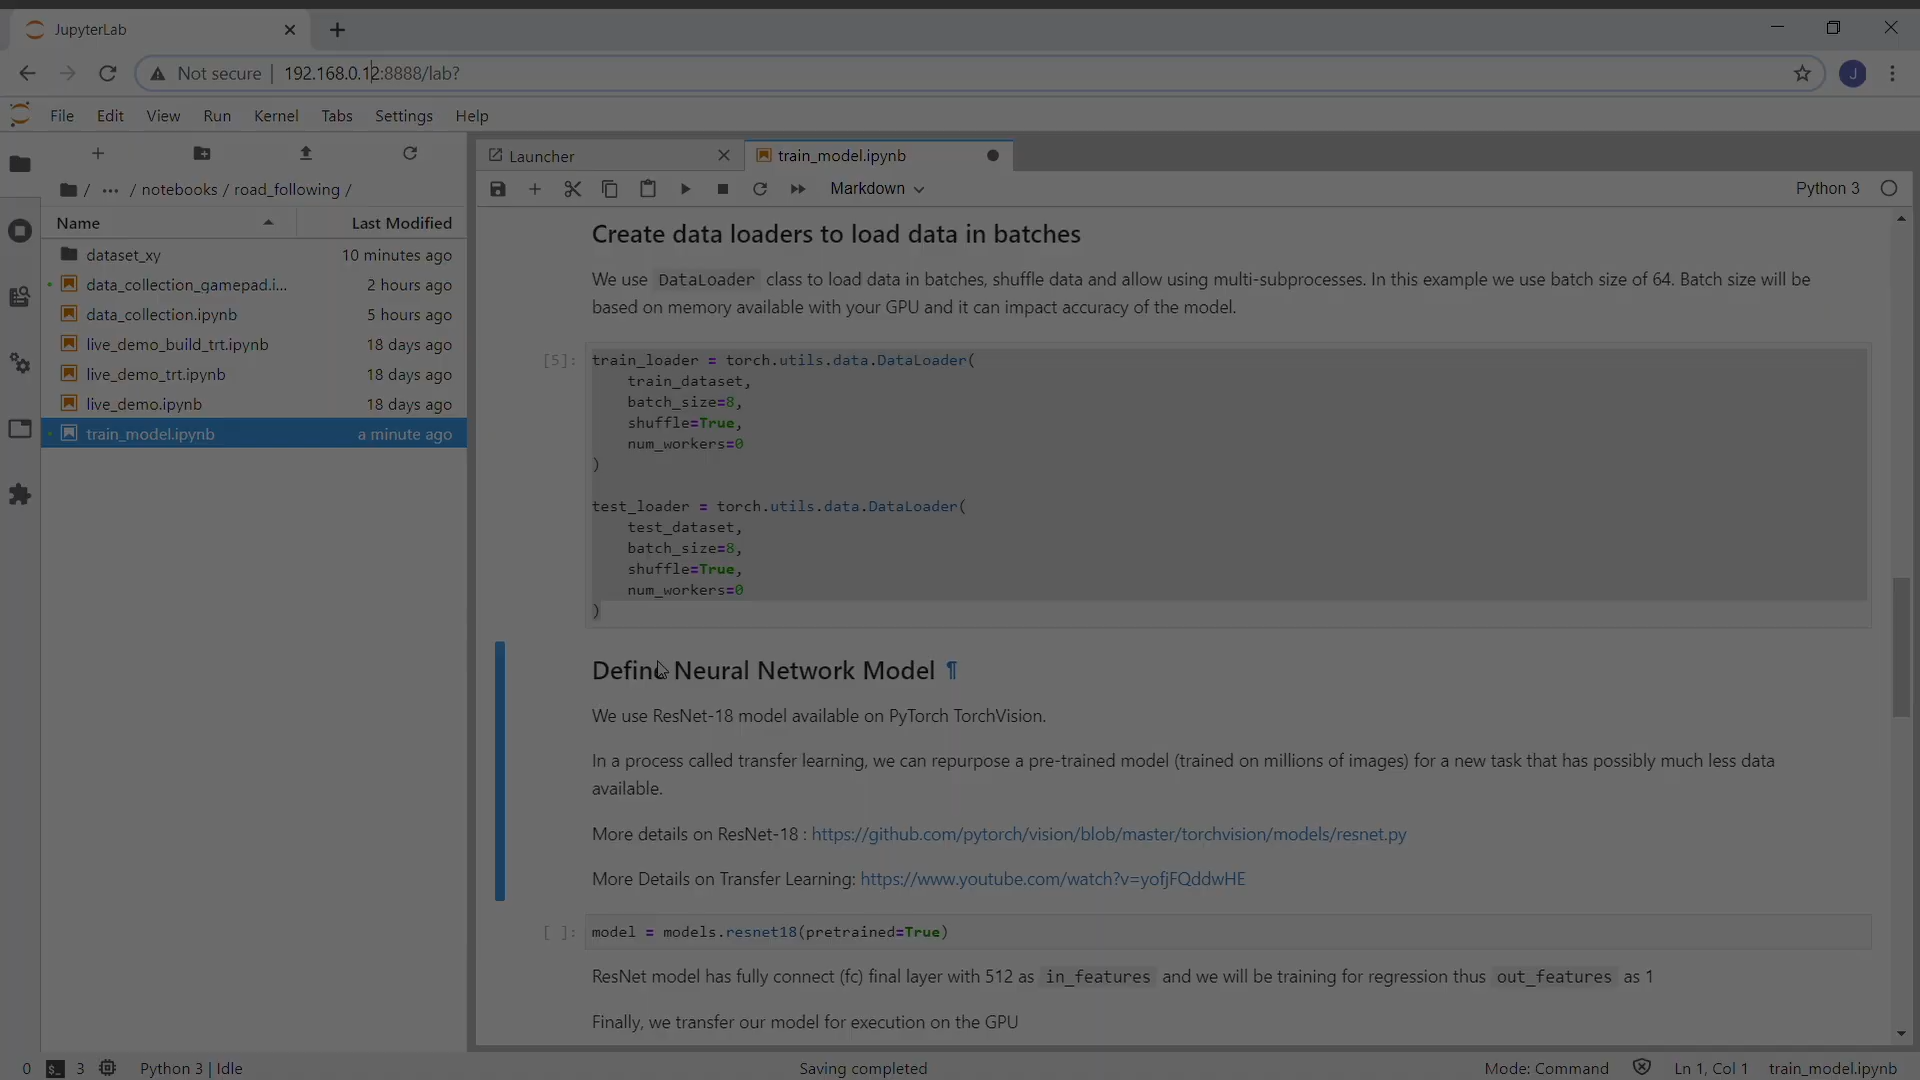 JupyterLab
Not secure
192.168.0.12:8888/lab?
J
File Edit View Run Kernel Tabs Settings Help
/ ... / notebooks / road_following /
Name Last Modified
dataset_xy 10 minutes ago
data_collection_gamepad.i... 2 hours ago
data_collection.ipynb 5 hours ago
live_demo_build_trt.ipynb 18 days ago
live_demo_trt.ipynb 18 days ago
live_demo.ipynb 18 days ago
train_model.ipynb a minute ago
Launcher
train_model.ipynb
Markdown
Python 3
Create data loaders to load data in batches
We use DataLoader class to load data in batches, shuffle data and allow using multi-subprocesses. In this example we use batch size of 64. Batch size will be
based on memory available with your GPU and it can impact accuracy of the model.
[5]: train_loader = torch.utils.data.DataLoader(
train_dataset,
batch_size=8,
shuffle=True,
num_workers=0
)
test_loader = torch.utils.data.DataLoader(
test_dataset,
batch_size=8,
shuffle=True,
num_workers=0
)
Define Neural Network Model ¶
We use ResNet-18 model available on PyTorch TorchVision.
In a process called transfer learning, we can repurpose a pre-trained model (trained on millions of images) for a new task that has possibly much less data
available.
More details on ResNet-18 : https://github.com/pytorch/vision/blob/master/torchvision/models/resnet.py
More Details on Transfer Learning: https://www.youtube.com/watch?v=yofjFQddwHE
[ ]: model = models.resnet18(pretrained=True)
ResNet model has fully connect (fc) final layer with 512 as in_features and we will be training for regression thus out_features as 1
Finally, we transfer our model for execution on the GPU
0 3 Python 3 | Idle Saving completed Mode: Command Ln 1, Col 1 train_model.ipynb